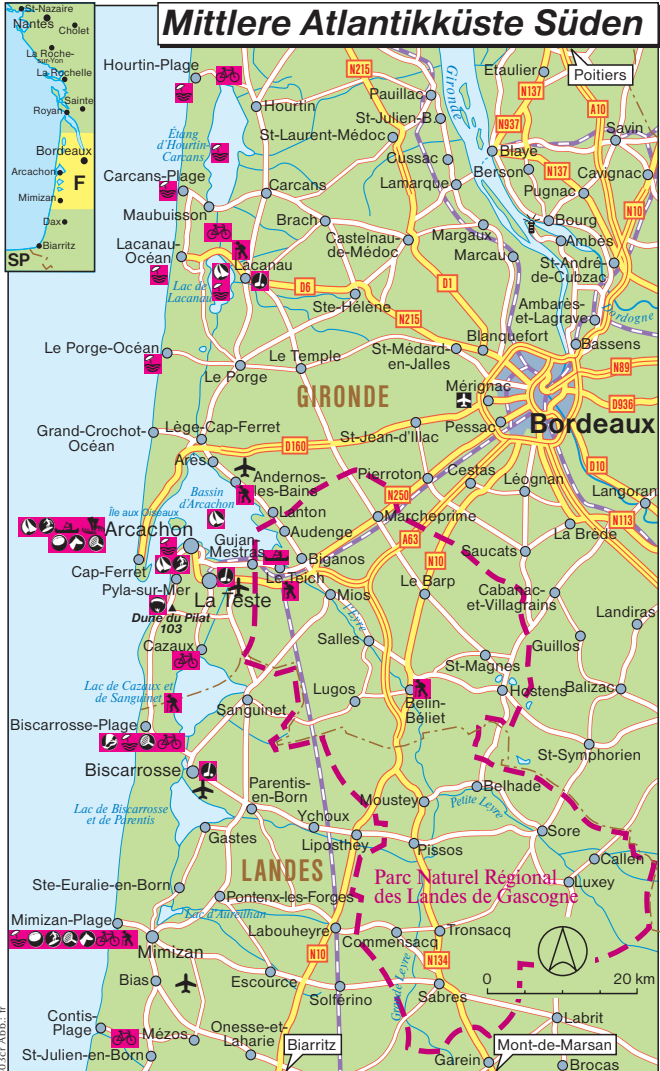 Mittlere Atlantikküste Süden
St-Nazaire
Nantes
Cholet
La Roche-
sur-Yon
La Rochelle
Sainte
Royan
Bordeaux
Arcachon
F
Mimizan
Dax
Biarritz
SP
Hourtin-Plage
N215
Gironde
Etaulier
Poitiers
Pauillac
N137
Hourtin
A10
St-Julien-B.
Étang
d'Hourtin-
Carcans
St-Laurent-Médoc
N937
Savin
Cussac
Blaye
Carcans-Plage
Carcans
Lamarque
Berson
N137
Cavignac
Pugnac
N10
Maubuisson
Brach
Margaux
Bourg
Lacanau-
Océan
Castelnau-
de-Médoc
Marcau
Ambès
St-André-
de-Cubzac
Lacanau
Lac de
Lacanau
D6
D1
Ste-Hélène
Ambarès-
et-Lagrave
Dordogne
N215
Blanquefort
Bassens
Le Porge-Océan
Le Temple
St-Médard-
en-Jalles
N89
Le Porge
GIRONDE
Mérignac
D936
Bordeaux
Pessac
Grand-Crochot-
Océan
Lège-Cap-Ferret
D160
St-Jean-d'Illac
Arès
D10
Andernos-
les-Bains
Pierroton
Cestas
Léognan
Langoran
Bassin
d'Arcachon
N250
Île aux Oiseaux
Lanton
Marcheprime
N113
Arcachon
Audenge
La Brède
Gujan-
Mestras
A63
Saucats
Biganos
N10
Cap-Ferret
Le Teich
Pyla-sur-Mer
La Teste
Mios
Le Barp
Cabanac-
et-Villagrains
Dune du Pilat
103
l'Eyre
Landiras
Cazaux
Salles
Guillos
St-Magnes
Lac de Cazaux et
de Sanguinet
Lugos
Hostens
Balizac
Sanguinet
Belin-
Béliet
Biscarrosse-Plage
St-Symphorien
Biscarrosse
Parentis-
en-Born
Belhade
Moustey
Petite Leyre
Lac de Biscarrosse
et de Parentis
Ychoux
Sore
Gastes
Liposthey
Pissos
Callen
LANDES
Parc Naturel Régional
des Landes de Gascogne
Ste-Euralie-en-Born
Luxey
Pontenx-les-Forges
Lac d'Aureilhan
Mimizan-Plage
Labouheyre
Commensacq
Tronsacq
Mimizan
N10
N134
Bias
Escource
Grande Leyre
0
20 km
Solférino
Sabres
Contis-
Plage
Labrit
Mézos
Onesse-et-
Laharie
Biarritz
Mont-de-Marsan
St-Julien-en-Born
Garein
Brocas